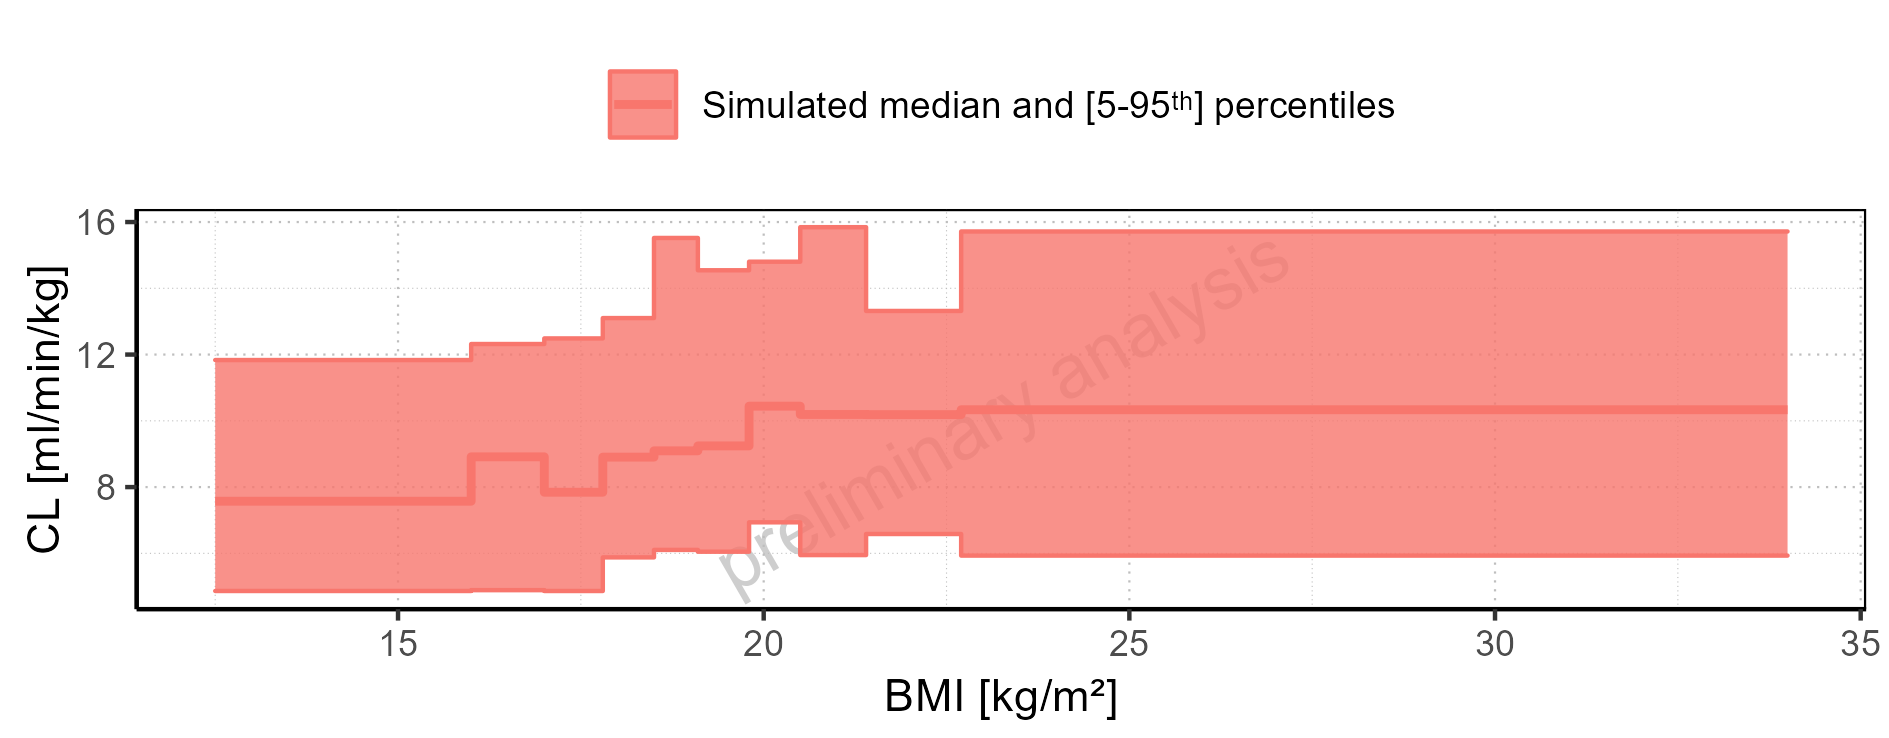 Simulated median and [5-95ᵗʰ] percentiles
16
12
8
CL [ml/min/kg]
preliminary analysis
15 20 25 30 35
BMI [kg/m²]